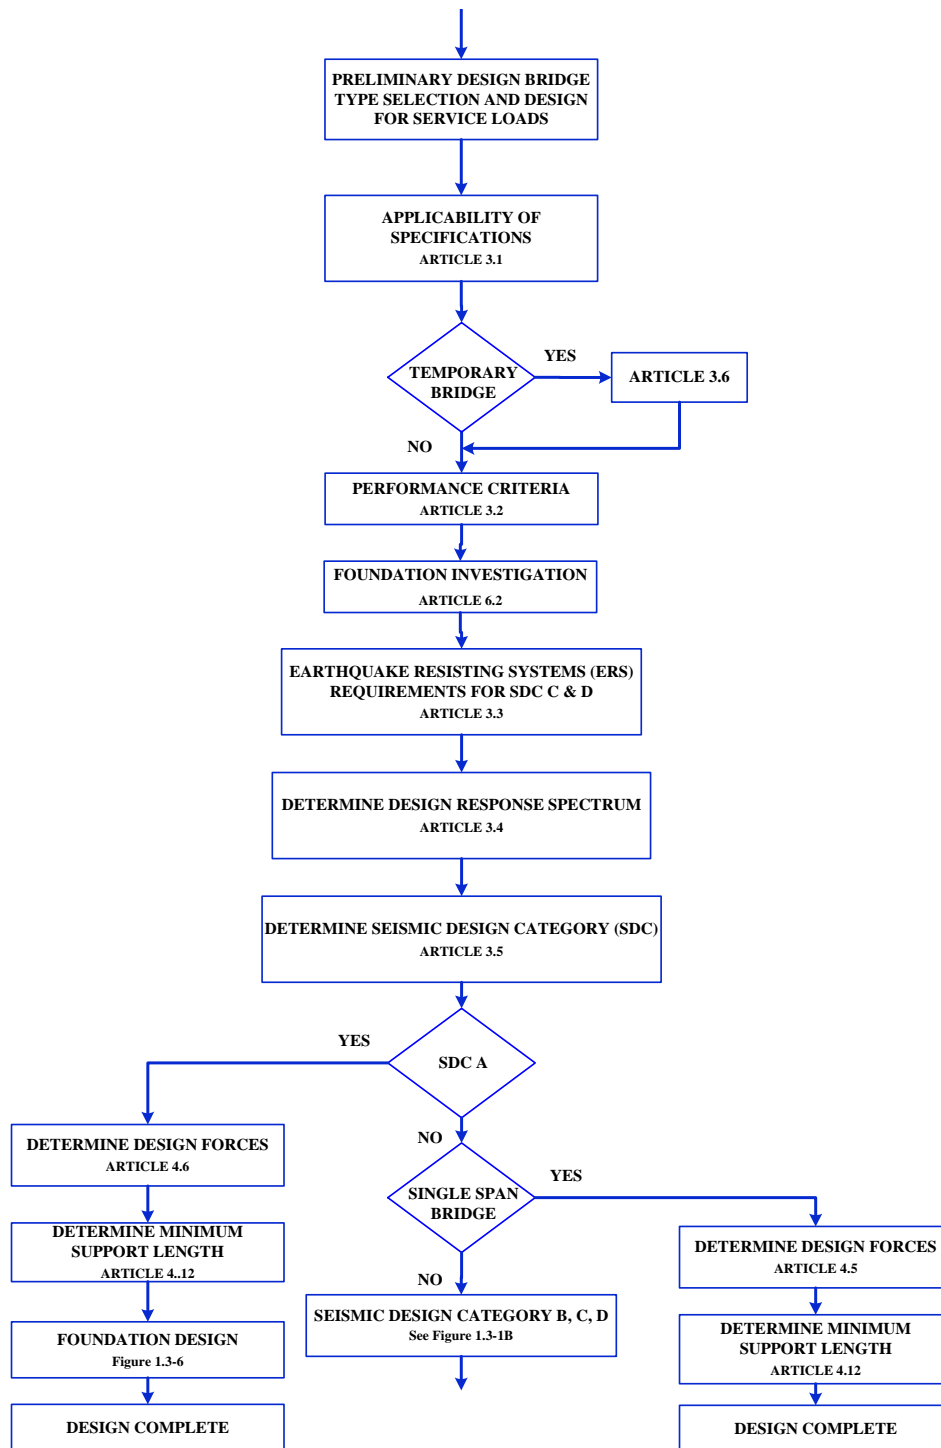 PRELIMINARY DESIGN BRIDGE
TYPE SELECTION AND DESIGN
FOR SERVICE LOADS
APPLICABILITY OF
SPECIFICATIONS
ARTICLE 3.1
TEMPORARY
BRIDGE
YES
ARTICLE 3.6
NO
PERFORMANCE CRITERIA
ARTICLE 3.2
FOUNDATION INVESTIGATION
ARTICLE 6.2
EARTHQUAKE RESISTING SYSTEMS (ERS)
REQUIREMENTS FOR SDC C & D
ARTICLE 3.3
DETERMINE DESIGN RESPONSE SPECTRUM
ARTICLE 3.4
DETERMINE SEISMIC DESIGN CATEGORY (SDC)
ARTICLE 3.5
SDC A
YES
DETERMINE DESIGN FORCES
ARTICLE 4.6
DETERMINE MINIMUM
SUPPORT LENGTH
ARTICLE 4..12
FOUNDATION DESIGN
Figure 1.3-6
DESIGN COMPLETE
NO
SINGLE SPAN
BRIDGE
NO
SEISMIC DESIGN CATEGORY B, C, D
See Figure 1.3-1B
YES
DETERMINE DESIGN FORCES
ARTICLE 4.5
DETERMINE MINIMUM
SUPPORT LENGTH
ARTICLE 4.12
DESIGN COMPLETE